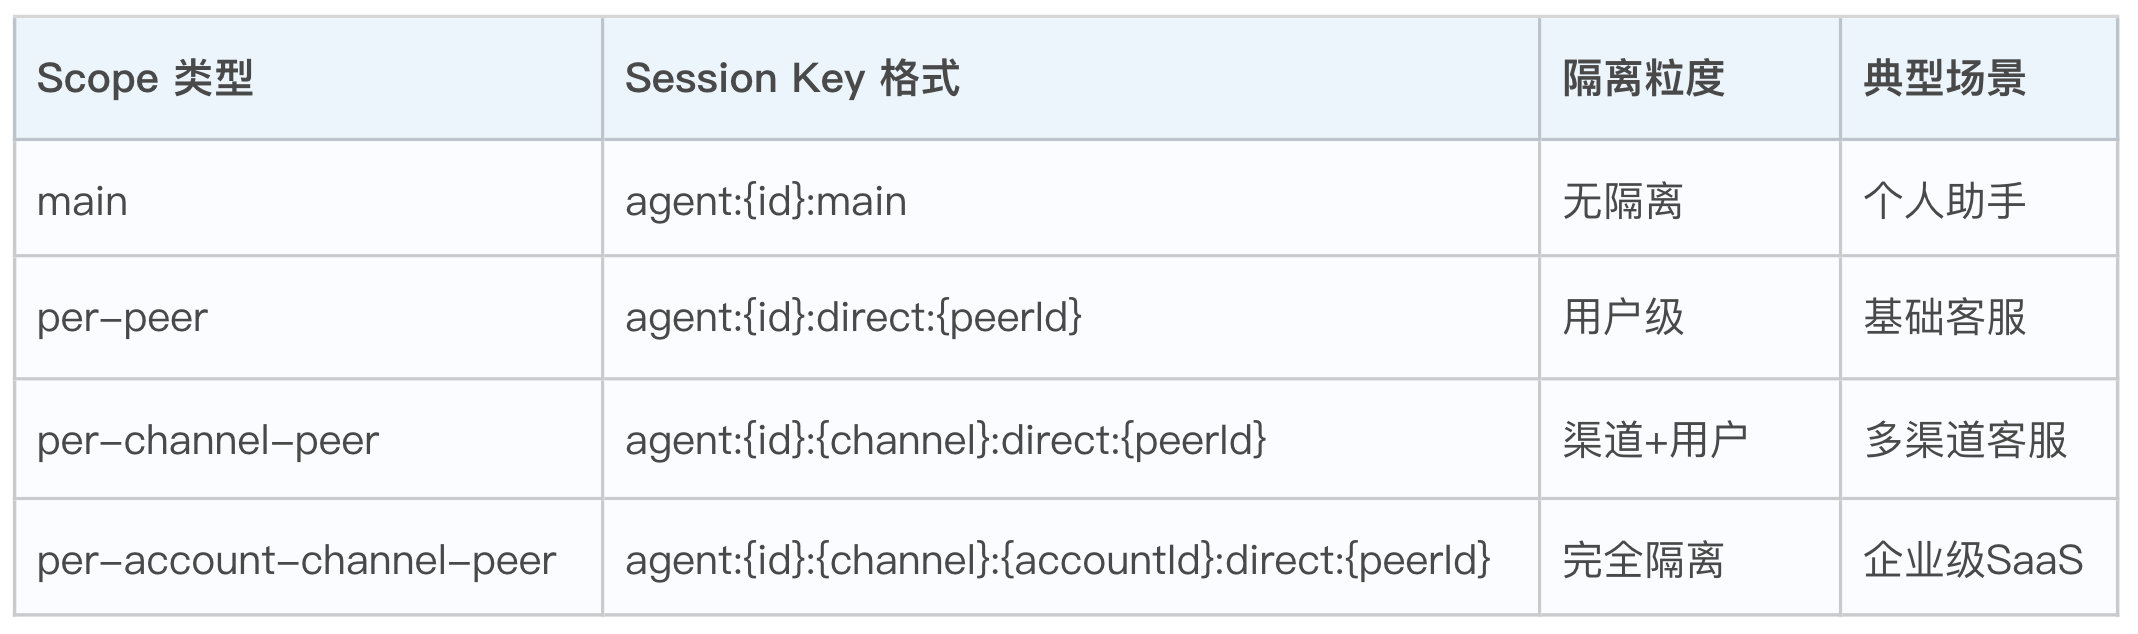 Scope 类型 Session Key 格式 隔离粒度 典型场景
main agent:{id}:main 无隔离 个人助手
per-peer agent:{id}:direct:{peerId} 用户级 基础客服
per-channel-peer agent:{id}:{channel}:direct:{peerId} 渠道+用户 多渠道客服
per-account-channel-peer agent:{id}:{channel}:{accountId}:direct:{peerId} 完全隔离 企业级SaaS